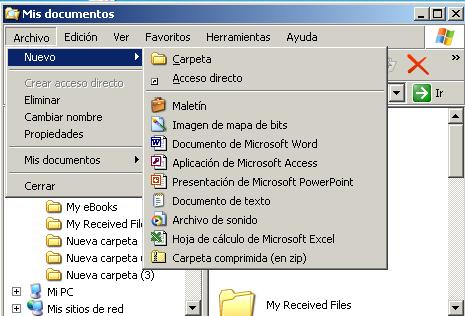 Mis documentos
Archivo Edición Ver Favoritos Herramientas Ayuda
Nuevo
Crear acceso directo
Eliminar
Cambiar nombre
Propiedades
Mis documentos
Cerrar
Carpeta
Acceso directo
Maletín
Imagen de mapa de bits
Documento de Microsoft Word
Aplicación de Microsoft Access
Presentación de Microsoft PowerPoint
Documento de texto
Archivo de sonido
Hoja de cálculo de Microsoft Excel
Carpeta comprimida (en zip)
Ir
My eBooks
My Received Files
Nueva carpeta
Nueva carpeta
Nueva carpeta (3)
Mi PC
Mis sitios de red
My Received Files